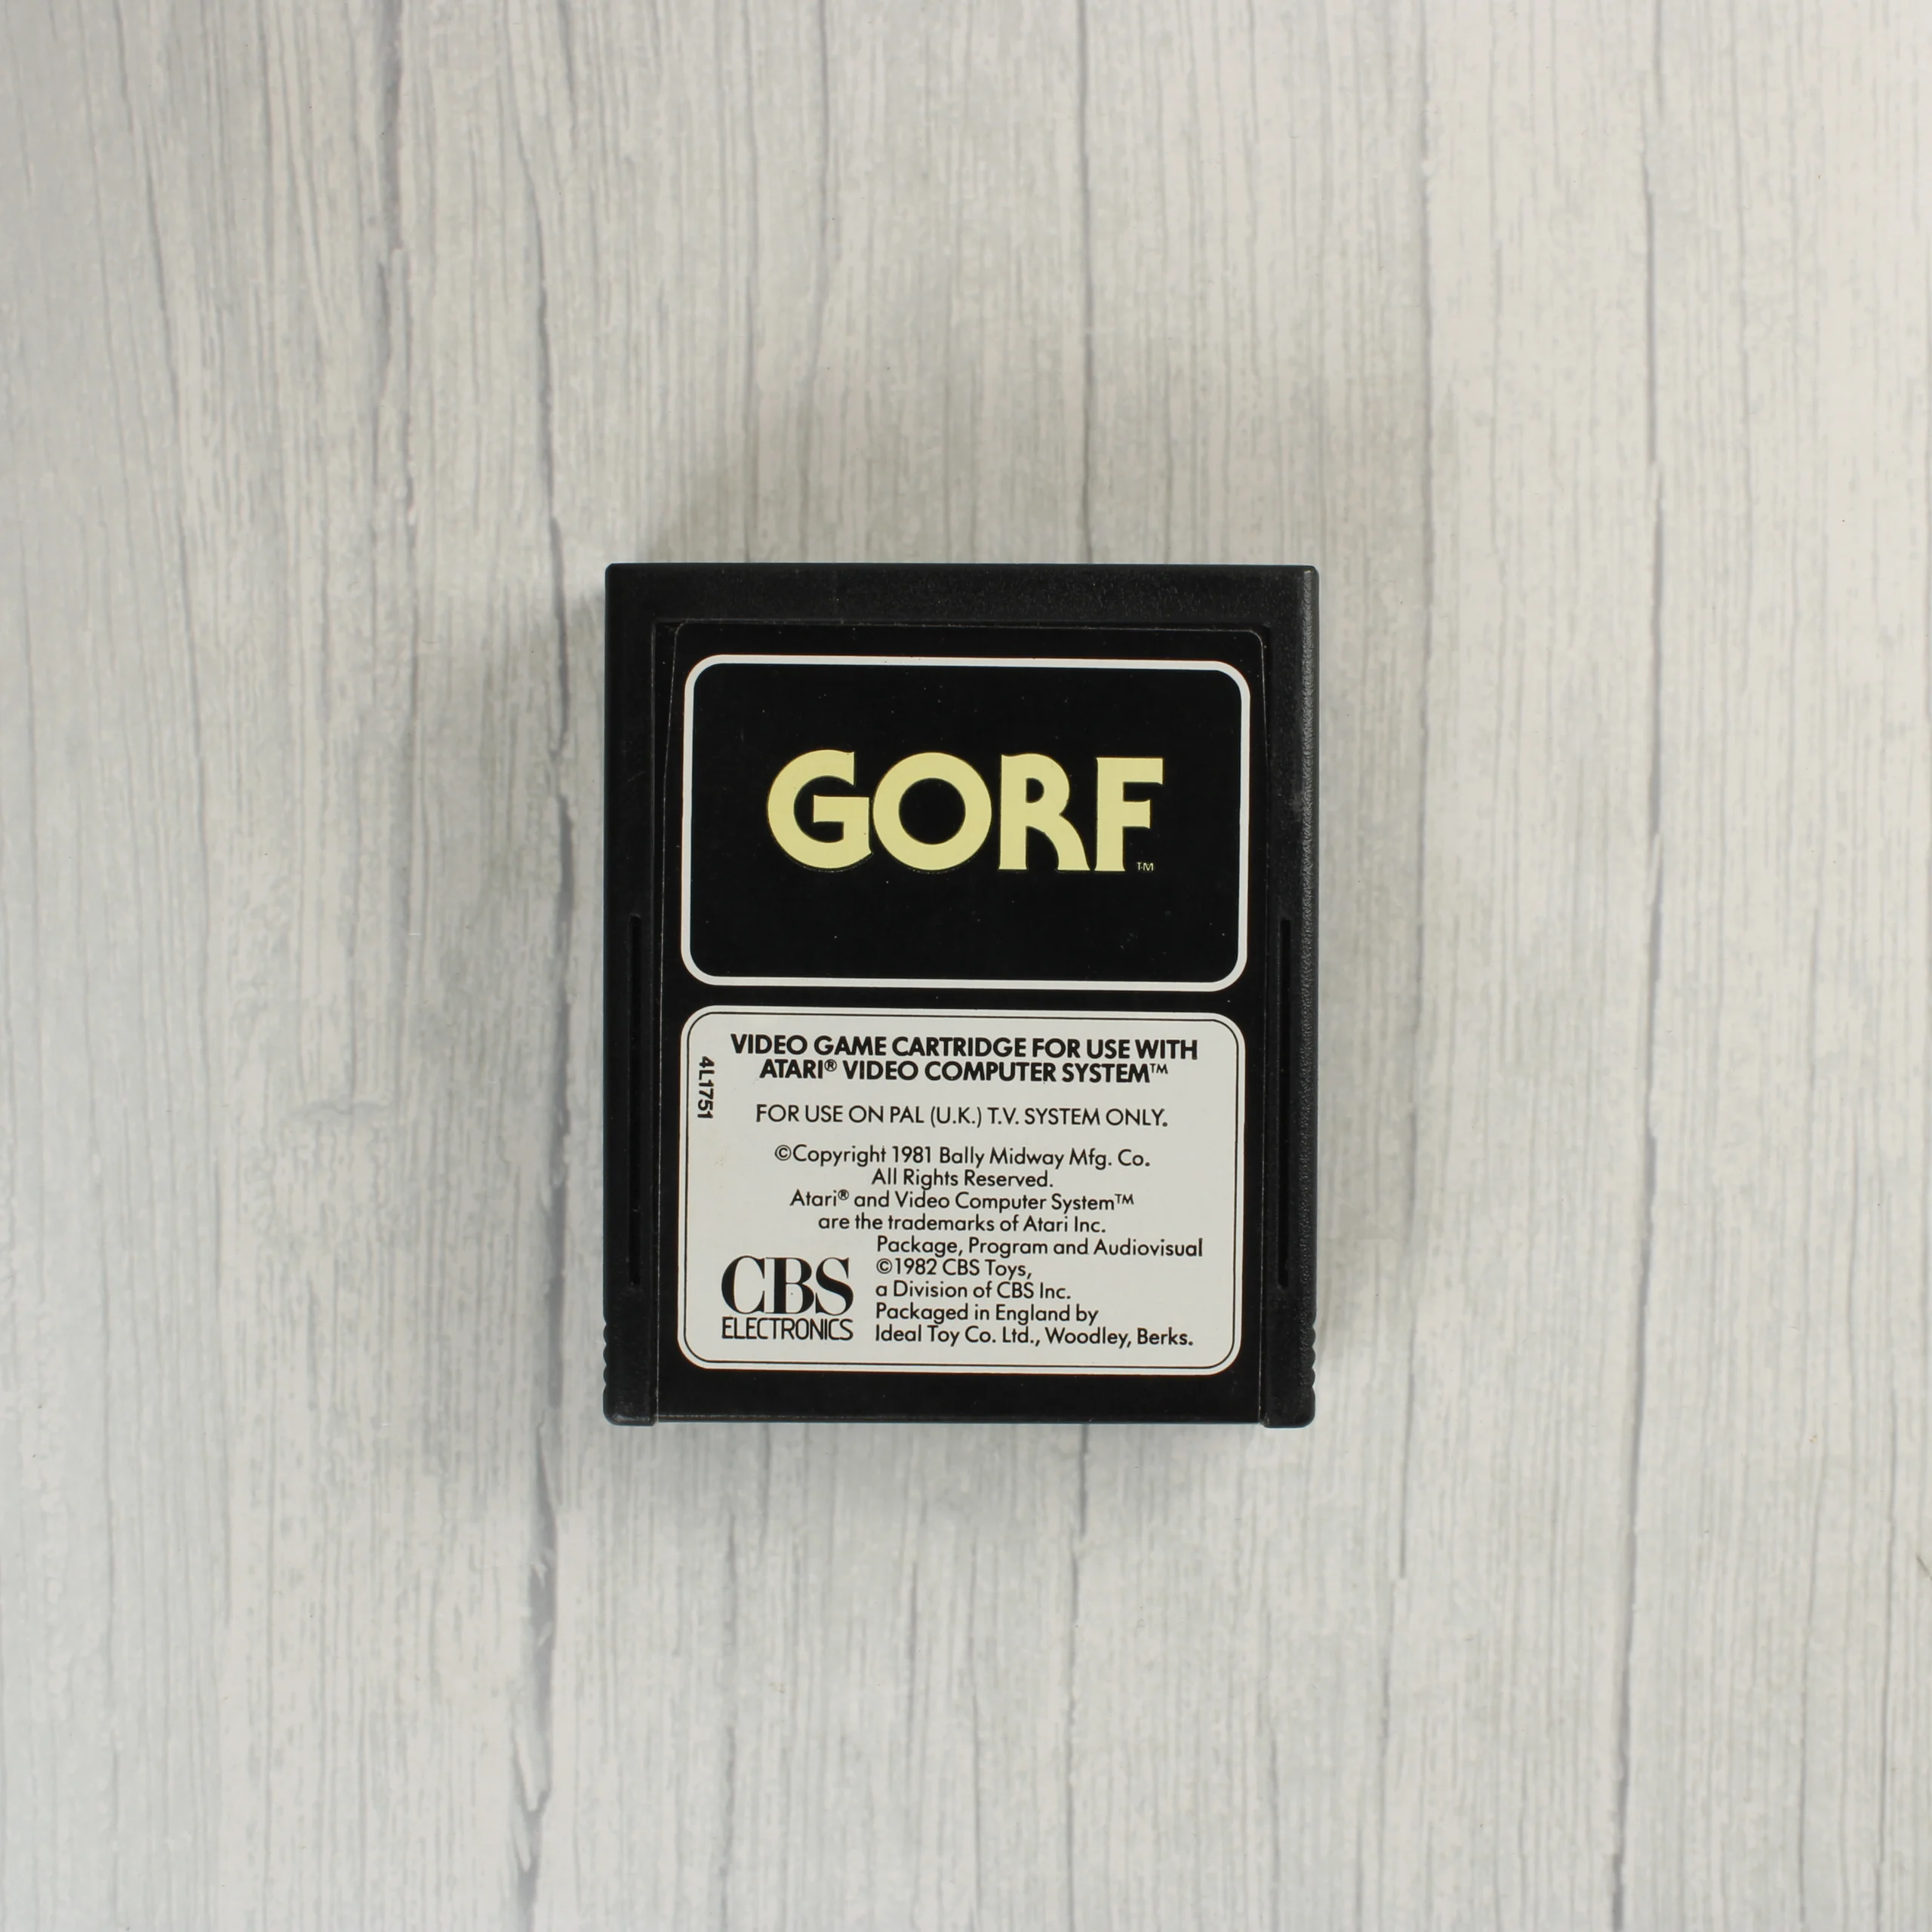 GORF™
VIDEO GAME CARTRIDGE FOR USE WITH
ATARI® VIDEO COMPUTER SYSTEM™
4L1751
FOR USE ON PAL (U.K.) T.V. SYSTEM ONLY.
©Copyright 1981 Bally Midway Mfg. Co.
All Rights Reserved.
Atari® and Video Computer System™
are the trademarks of Atari Inc.
Package, Program and Audiovisual
©1982 CBS Toys,
a Division of CBS Inc.
Packaged in England by
Ideal Toy Co. Ltd., Woodley, Berks.
CBS
ELECTRONICS